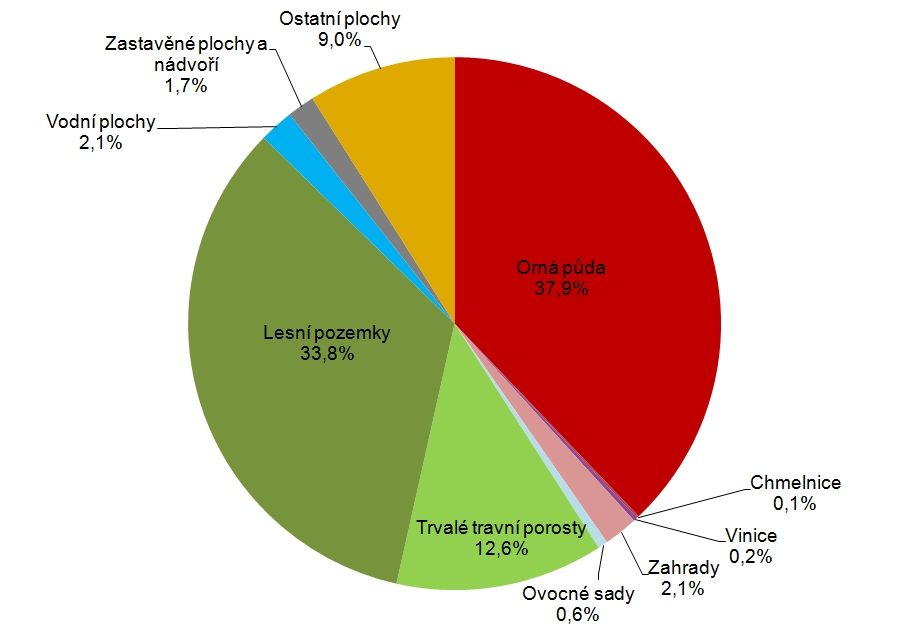 Ostatní plochy
9,0%
Zastavěné plochy a
nádvoří
1,7%
Vodní plochy
2,1%
Orná půda
37,9%
Lesní pozemky
33,8%
Chmelnice
0,1%
Trvalé travní porosty
12,6%
Vinice
0,2%
Zahrady
2,1%
Ovocné sady
0,6%